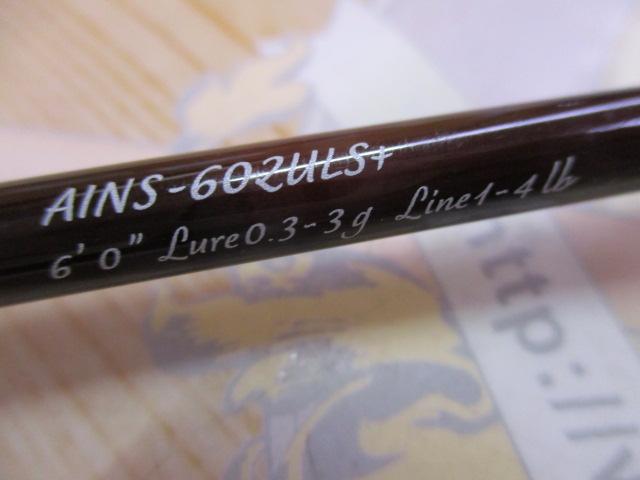 AINS-602ULS+
6' 0" Lure0.3-3g Line1-4lb
http://